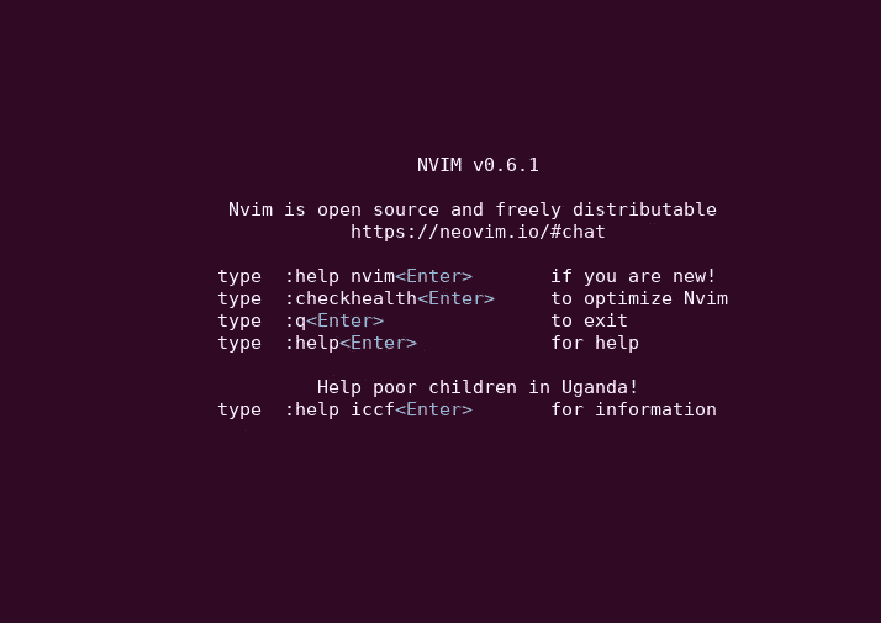 NVIM v0.6.1
Nvim is open source and freely distributable
https://neovim.io/#chat
type  :help nvim<Enter>       if you are new!
type  :checkhealth<Enter>     to optimize Nvim
type  :q<Enter>               to exit
type  :help<Enter>            for help
Help poor children in Uganda!
type  :help iccf<Enter>       for information